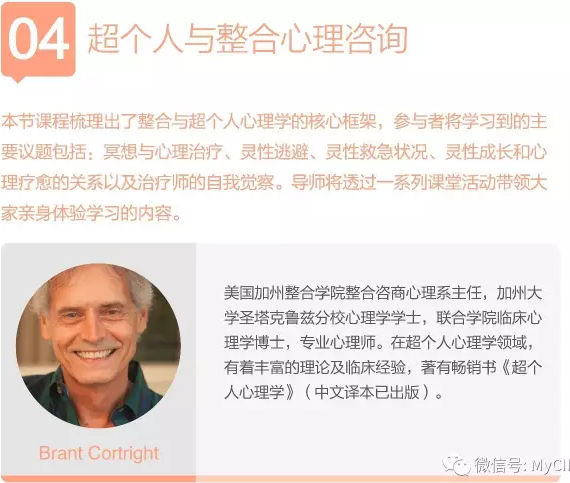 04 超个人与整合心理咨询
本节课程梳理出了整合与超个人心理学的核心框架，参与者将学习到的主
要议题包括：冥想与心理治疗、灵性逃避、灵性救急状况、灵性成长和心
理疗愈的关系以及治疗师的自我觉察。导师将透过一系列课堂活动带领大
家亲身体验学习的内容。
美国加州整合学院整合咨商心理系主任，加州大
学圣塔克鲁兹分校心理学学士，联合学院临床心
理学博士，专业心理师。在超个人心理学领域，
有着丰富的理论及临床经验，著有畅销书《超个
人心理学》（中文译本已出版）。
Brant Cortright
微信号: MyCII